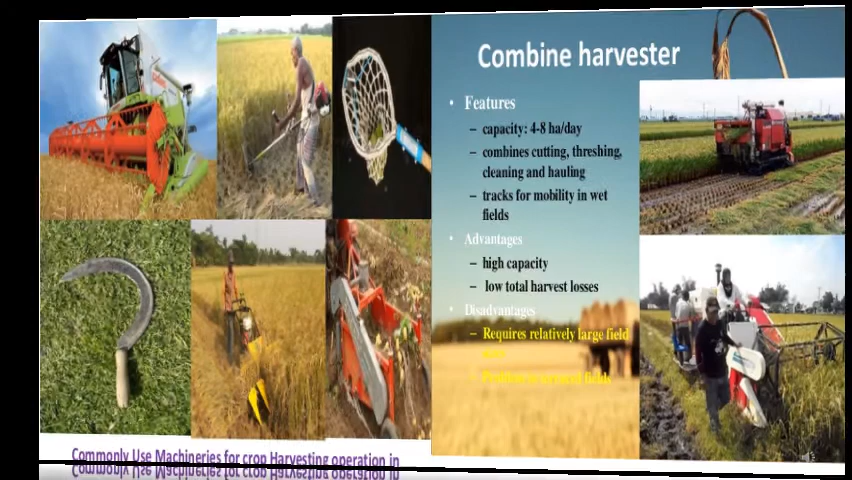 Combine harvester
• Features
– capacity: 4-8 ha/day
– combines cutting, threshing,
cleaning and hauling
– tracks for mobility in wet
fields
• Advantages
– high capacity
– low total harvest losses
• Disadvantages
– Requires relatively large field
– fields
Commonly Use Machineries for crop Harvesting operation in